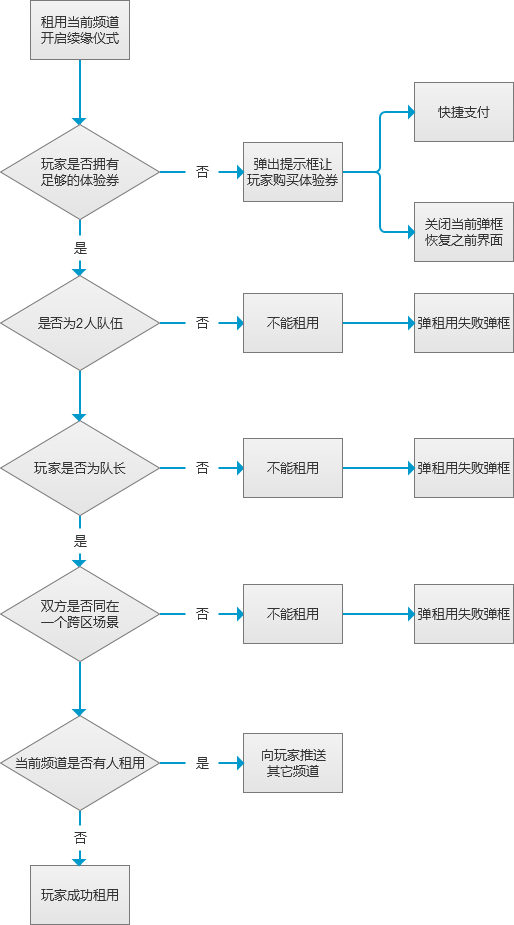 租用当前频道
开启续缘仪式
玩家是否拥有
足够的体验券
否
弹出提示框让
玩家购买体验券
快捷支付
关闭当前弹框
恢复之前界面
是
是否为2人队伍
否
不能租用
弹租用失败弹框
玩家是否为队长
否
不能租用
弹租用失败弹框
是
双方是否同在
一个跨区场景
否
不能租用
弹租用失败弹框
当前频道是否有人租用
是
向玩家推送
其它频道
否
玩家成功租用